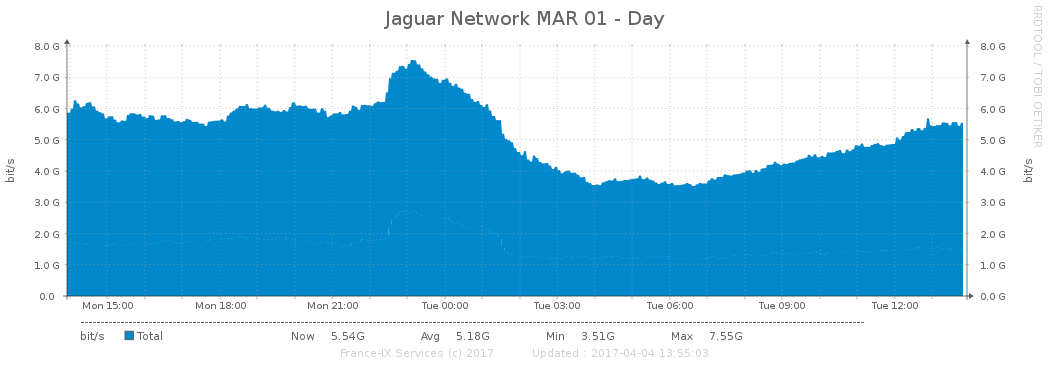 Jaguar Network MAR 01 - Day
RRDTOOL / TOBI OETIKER
8.0 G 8.0 G
7.0 G 7.0 G
6.0 G 6.0 G
5.0 G 5.0 G
4.0 G 4.0 G
3.0 G 3.0 G
2.0 G 2.0 G
1.0 G 1.0 G
0.0 0.0 G
bit/s
bit/s
Mon 15:00 Mon 18:00 Mon 21:00 Tue 00:00 Tue 03:00 Tue 06:00 Tue 09:00 Tue 12:00
bit/s Total Now 5.54G Avg 5.18G Min 3.51G Max 7.55G
France-IX Services (c) 2017 Updated : 2017-04-04 13:55:03